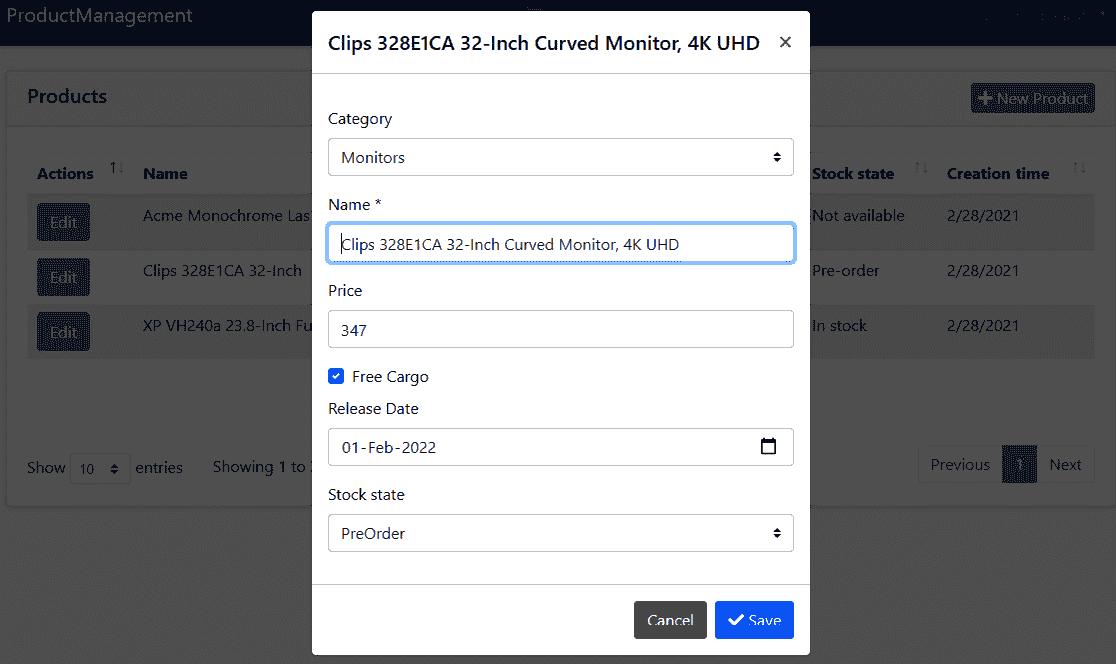 ProductManagement
Products
New Product
Actions Name Stock state Creation time
Edit Acme Monochrome Las Not available 2/28/2021
Edit Clips 328E1CA 32-Inch Pre-order 2/28/2021
Edit XP VH240a 23.8-Inch Fu In stock 2/28/2021
Show 10 entries Showing 1 to
Previous 1 Next
Clips 328E1CA 32-Inch Curved Monitor, 4K UHD
Category
Monitors
Name *
Clips 328E1CA 32-Inch Curved Monitor, 4K UHD
Price
347
Free Cargo
Release Date
01-Feb-2022
Stock state
PreOrder
Cancel Save